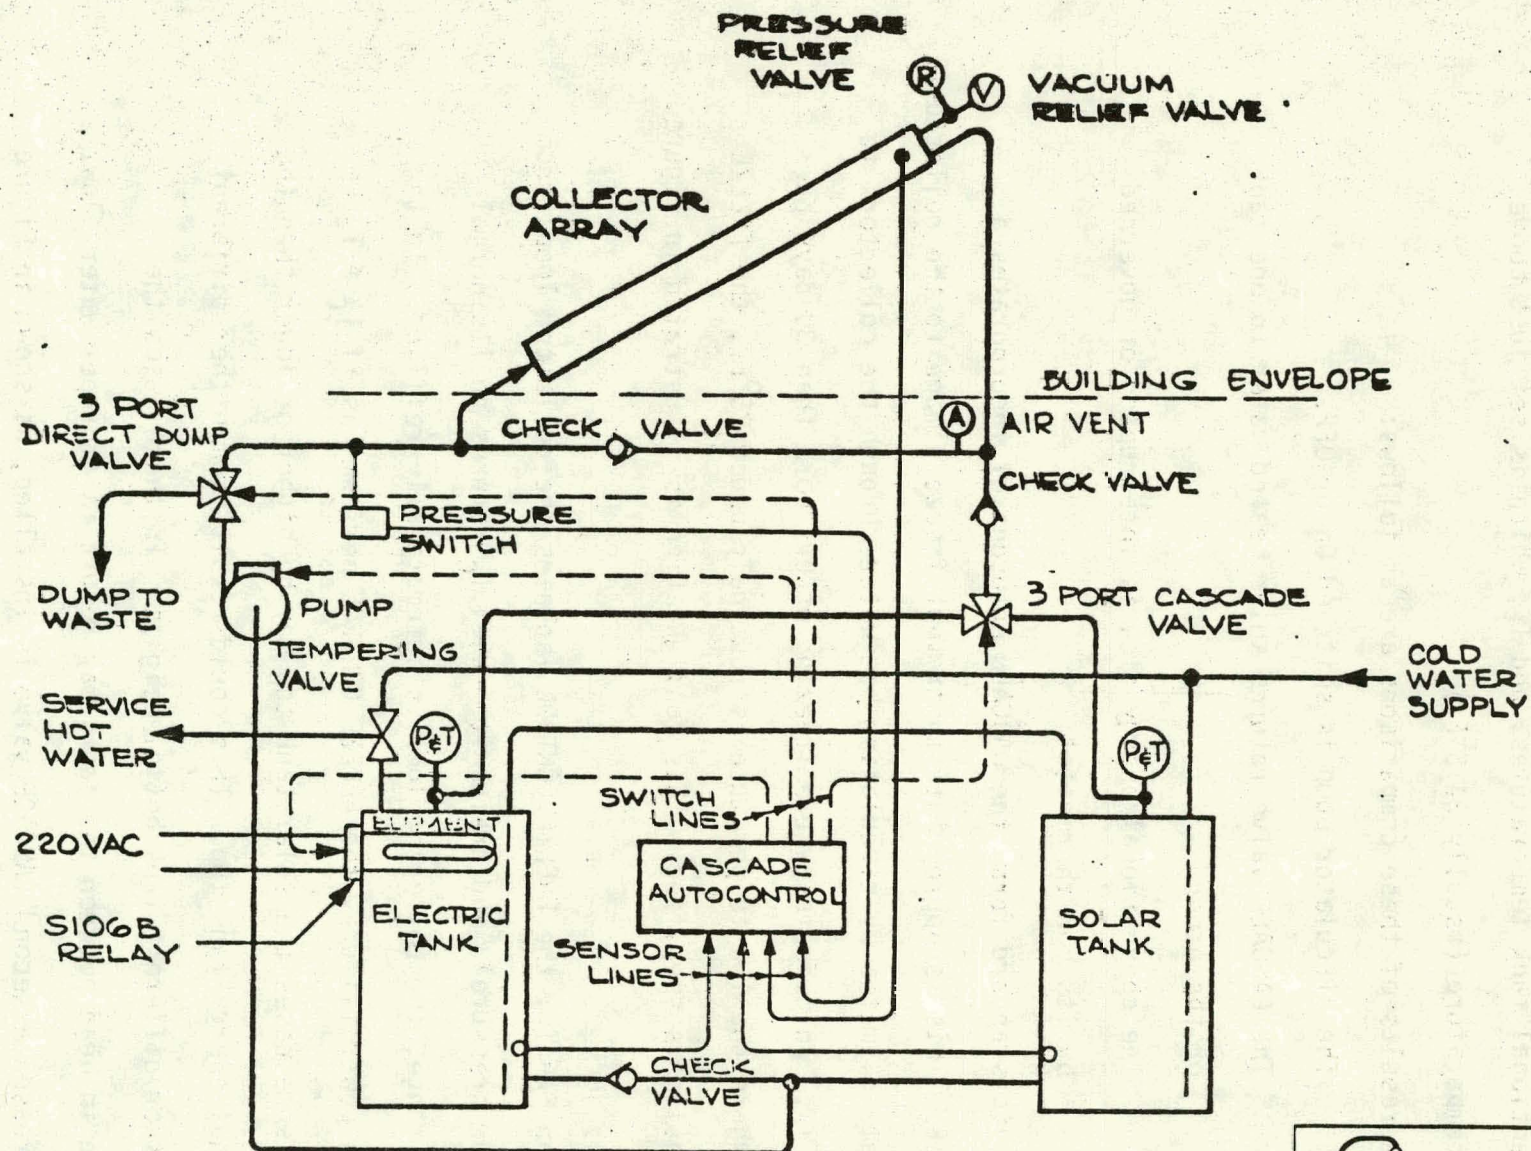 PRESSURE
RELIEF
VALVE
R
V
VACUUM
RELIEF VALVE
COLLECTOR
ARRAY
BUILDING ENVELOPE
3 PORT
DIRECT DUMP
VALVE
CHECK VALVE
A
AIR VENT
CHECK VALVE
PRESSURE
SWITCH
DUMP TO
WASTE
PUMP
3 PORT CASCADE
VALVE
TEMPERING
VALVE
COLD
WATER
SUPPLY
SERVICE
HOT
WATER
P&T
P&T
SWITCH
LINES
ELEMENT
220VAC
CASCADE
AUTOCONTROL
S106B
RELAY
ELECTRIC
TANK
SOLAR
TANK
SENSOR
LINES
CHECK
VALVE